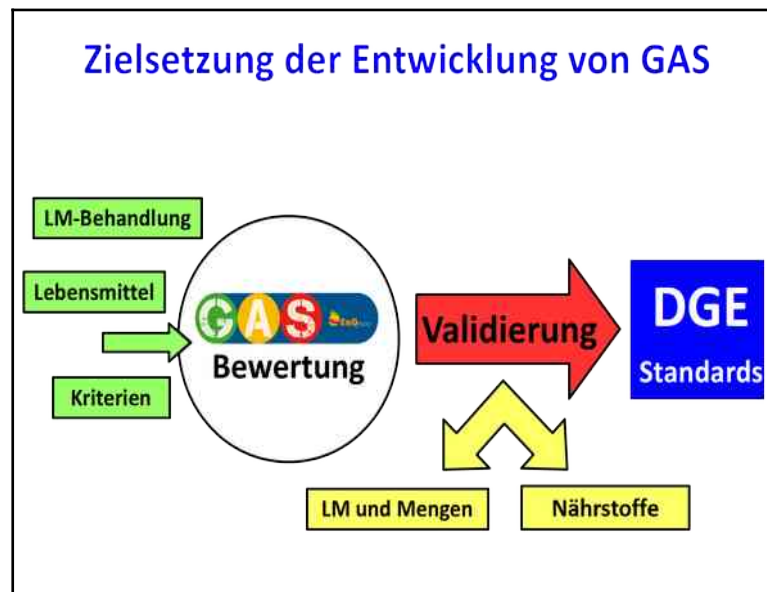 Zielsetzung der Entwicklung von GAS
LM-Behandlung
Lebensmittel
Kriterien
GAS
Bewertung
Validierung
DGE
Standards
LM und Mengen
Nährstoffe